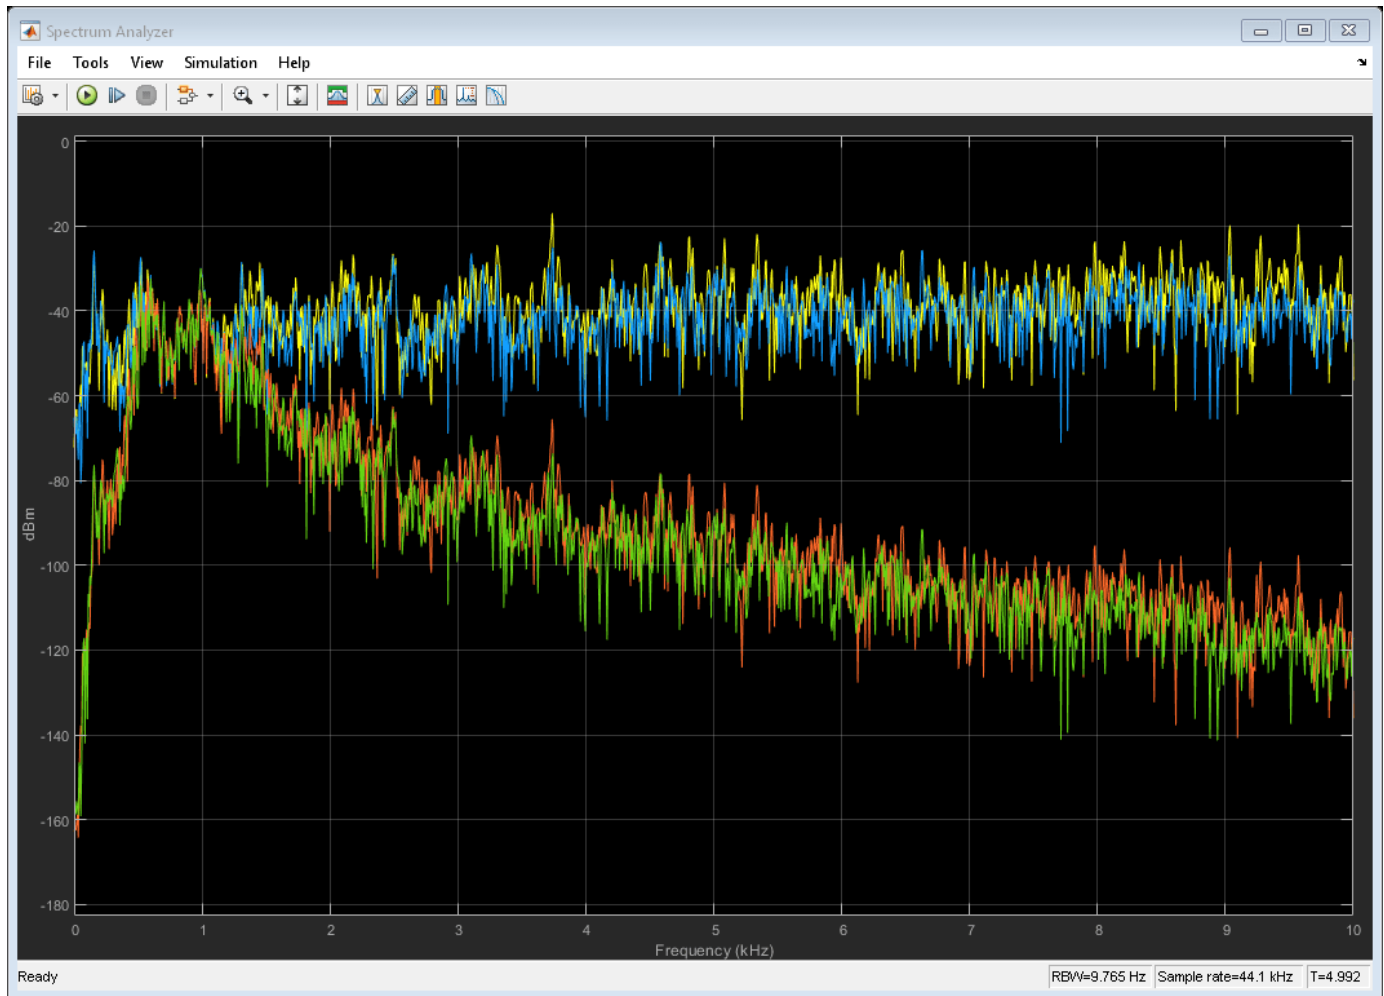 Spectrum Analyzer
File Tools View Simulation Help
0
-20
-40
-60
-80
-100
-120
-140
-160
-180
dBm
0 1 2 3 4 5 6 7 8 9 10
Frequency (kHz)
Ready RBW=9.765 Hz Sample rate=44.1 kHz T=4.992